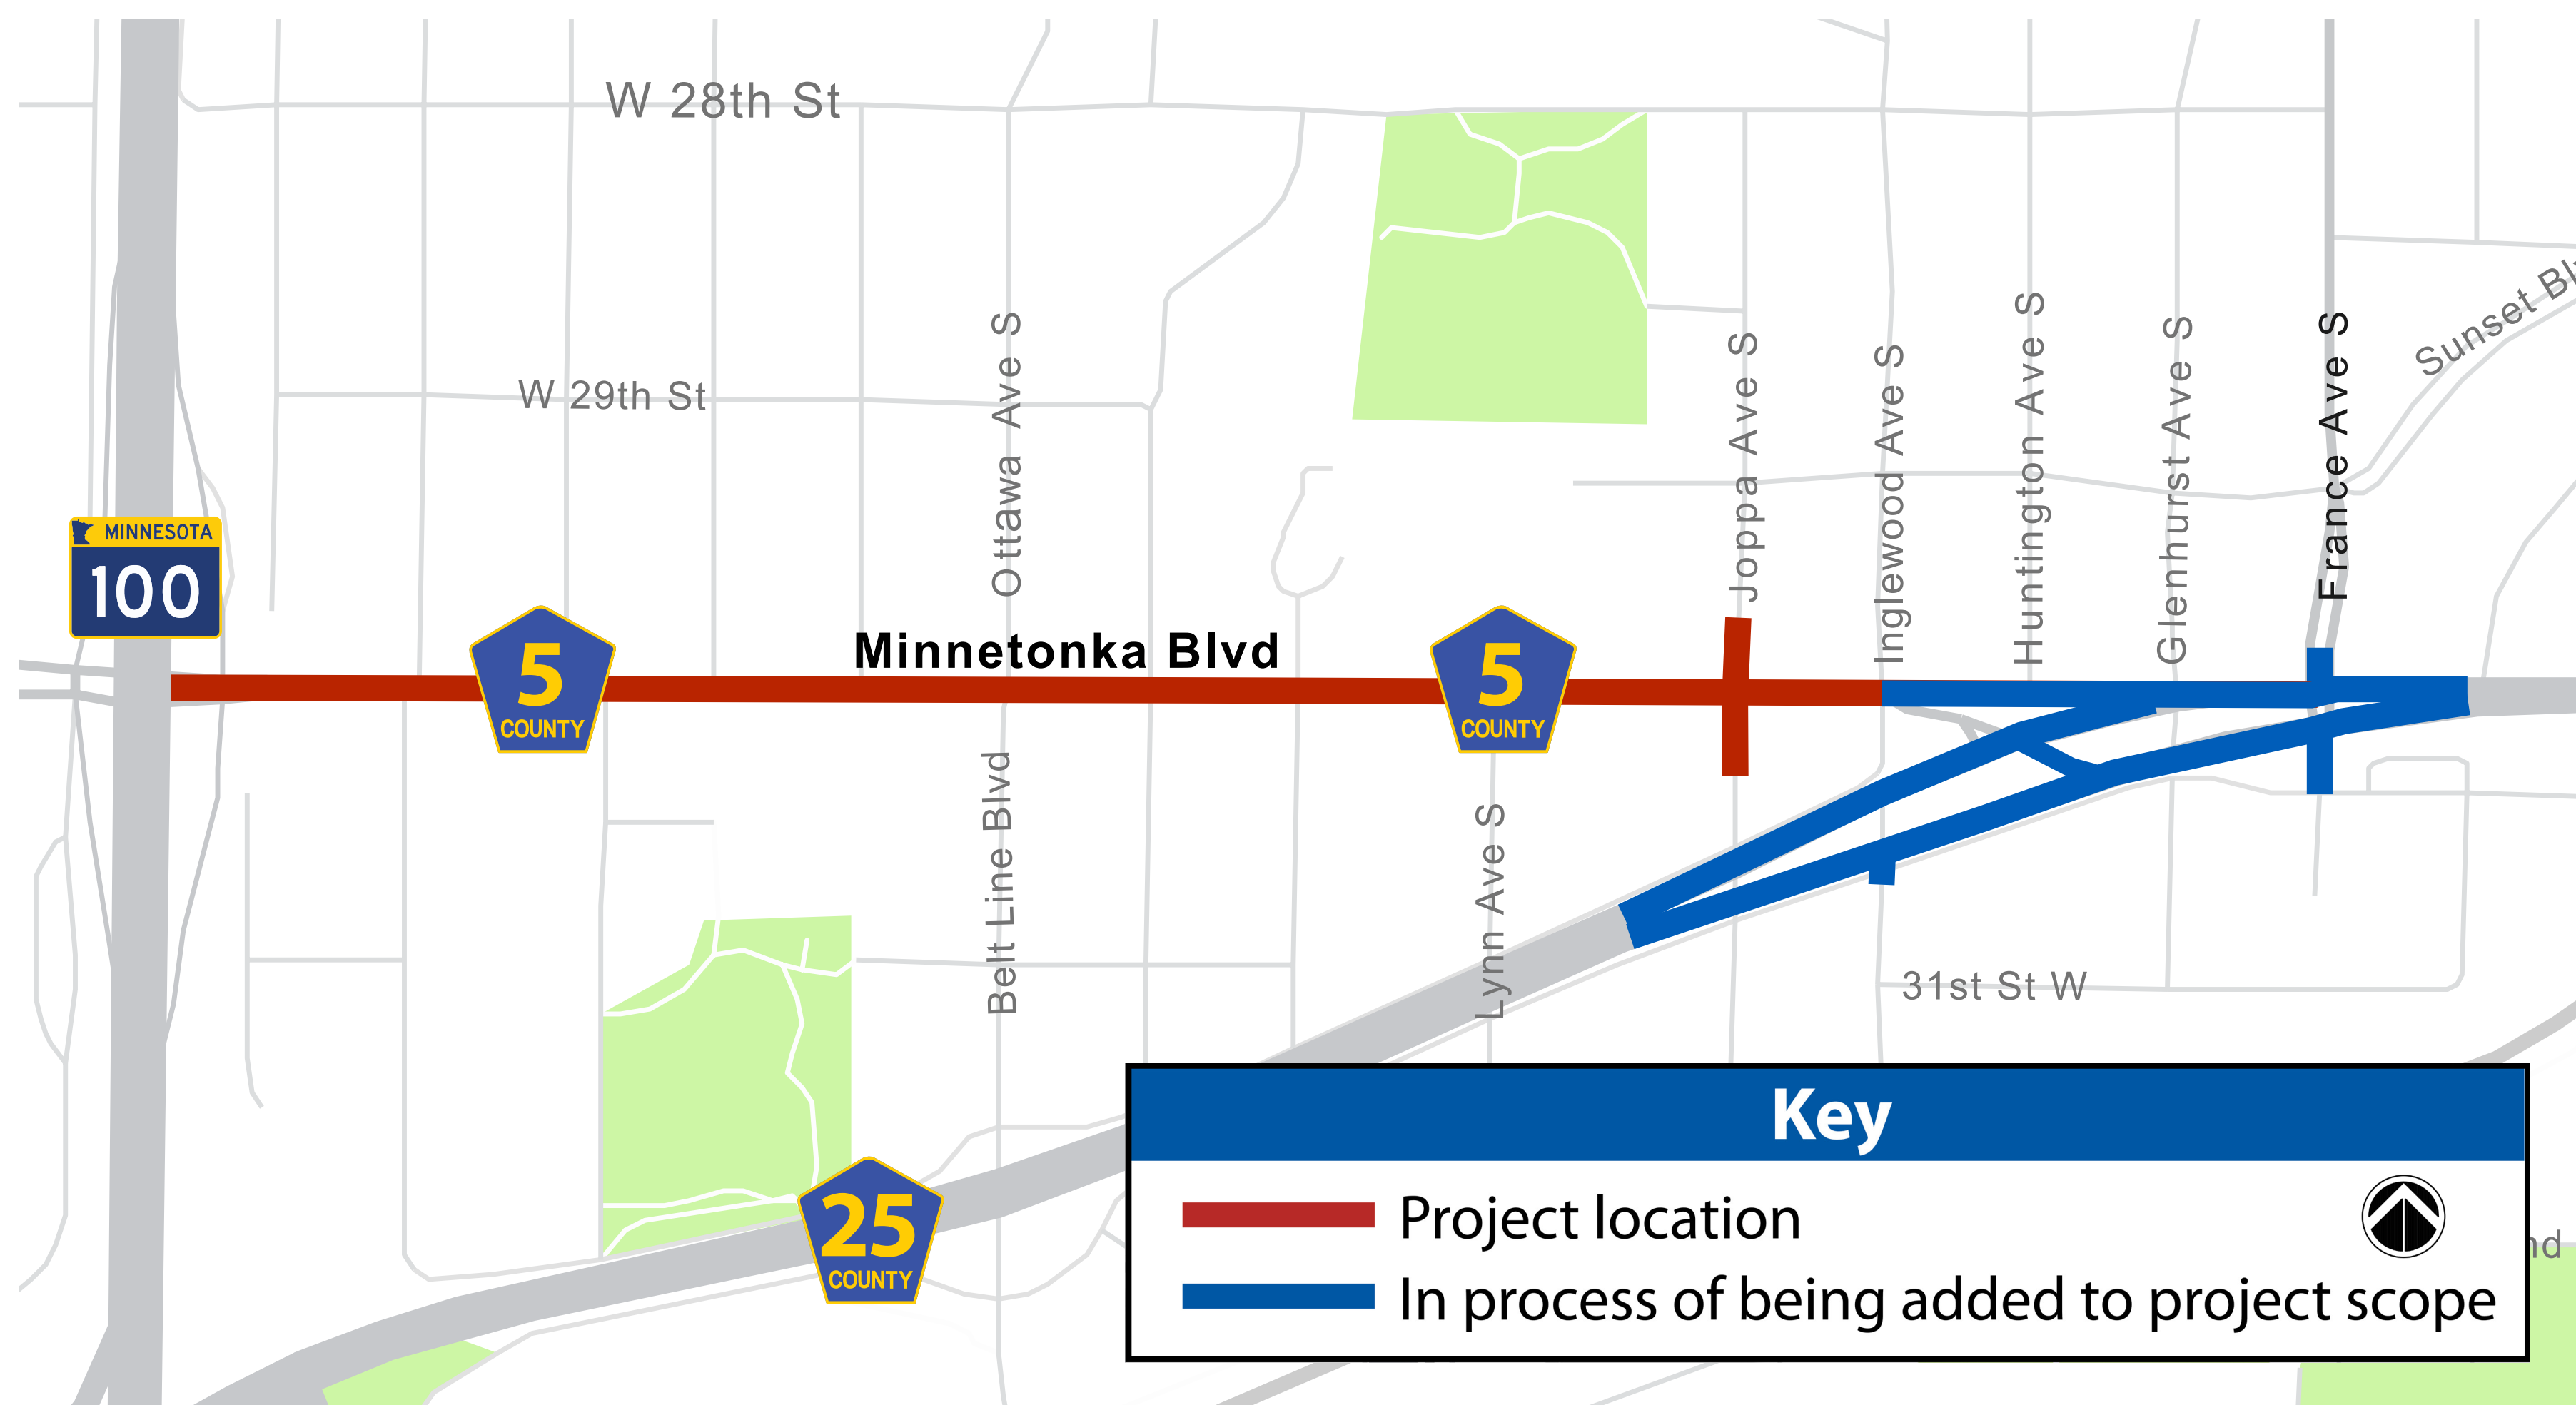 W 28th St
W 29th St
Ottawa Ave S
Joppa Ave S
Inglewood Ave S
Huntington Ave S
Glenhurst Ave S
France Ave S
Sunset
MINNESOTA
100
5
COUNTY
Minnetonka Blvd
5
COUNTY
Belt Line Blvd
Lynn Ave S
31st St W
25
COUNTY
Key
Project location
In process of being added to project scope